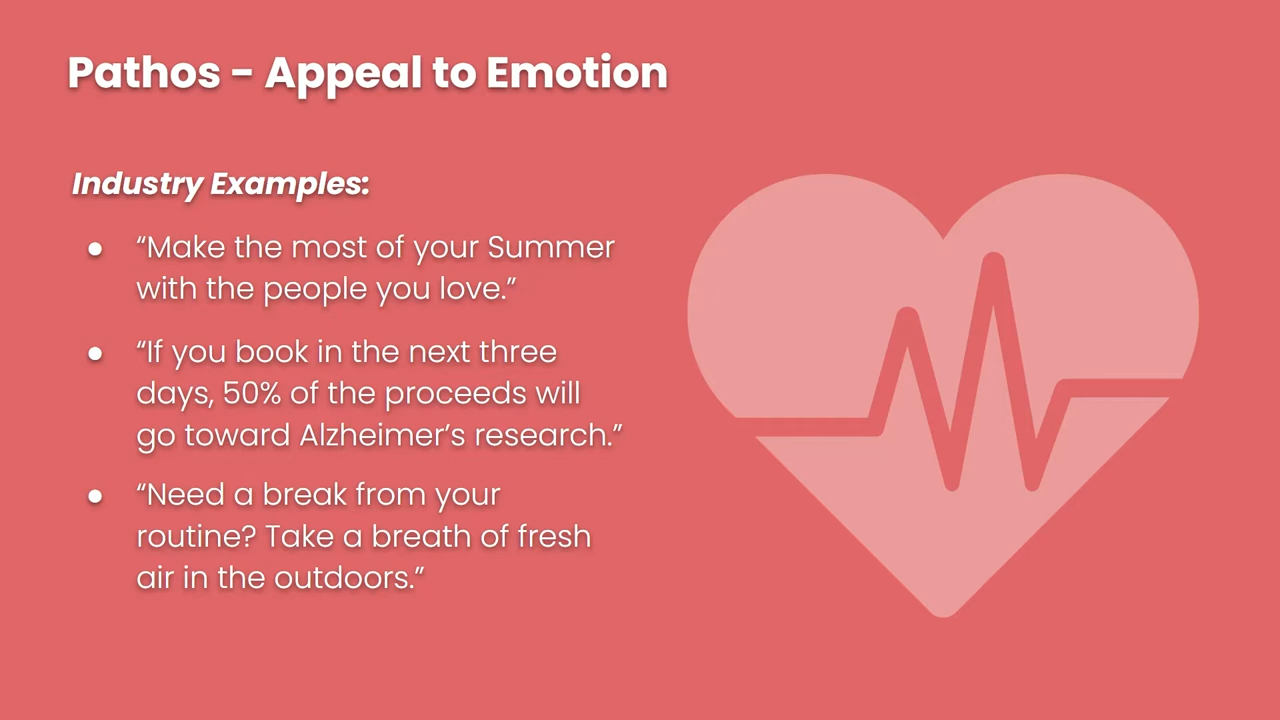 Pathos - Appeal to Emotion
Industry Examples:
● “Make the most of your Summer
with the people you love.”
● “If you book in the next three
days, 50% of the proceeds will
go toward Alzheimer’s research.”
● “Need a break from your
routine? Take a breath of fresh
air in the outdoors.”